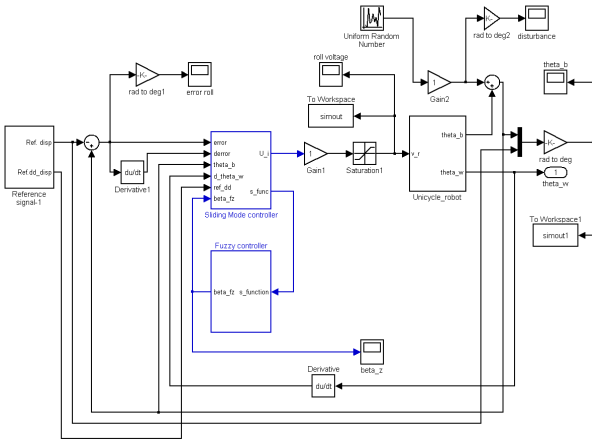 Uniform Random
Number
-K-
rad to deg2
disturbance
roll voltage
theta_b
-K-
rad to deg1
error roll
1
Gain2
To Workspace
simout
Ref. disp
Ref.dd_disp
Reference
signal-1
du/dt
Derivative1
error
derror
theta_b
d_theta_w
ref_dd
beta_fz
U_i
s_func
Sliding Mode controller
1
Gain1
Saturation1
v_r
theta_b
theta_w
Unicycle_robot
-K-
rad to deg
1
theta_w
To Workspace1
simout1
Fuzzy controller
beta_fz
s_function
beta_z
Derivative
du/dt